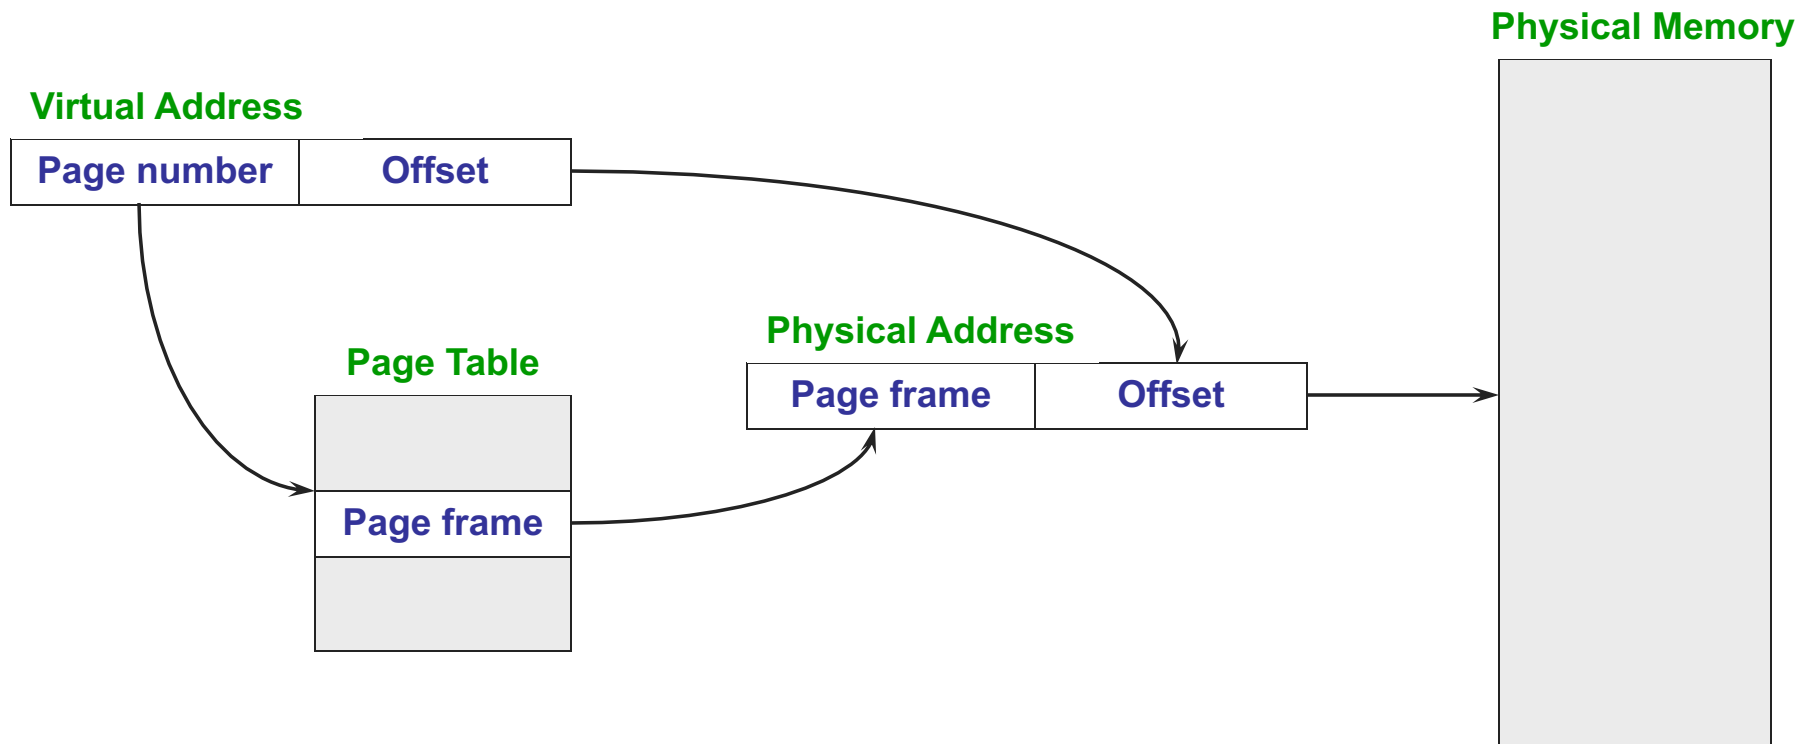 Physical Memory
Virtual Address
Page number
Offset
Physical Address
Page Table
Page frame
Offset
Page frame